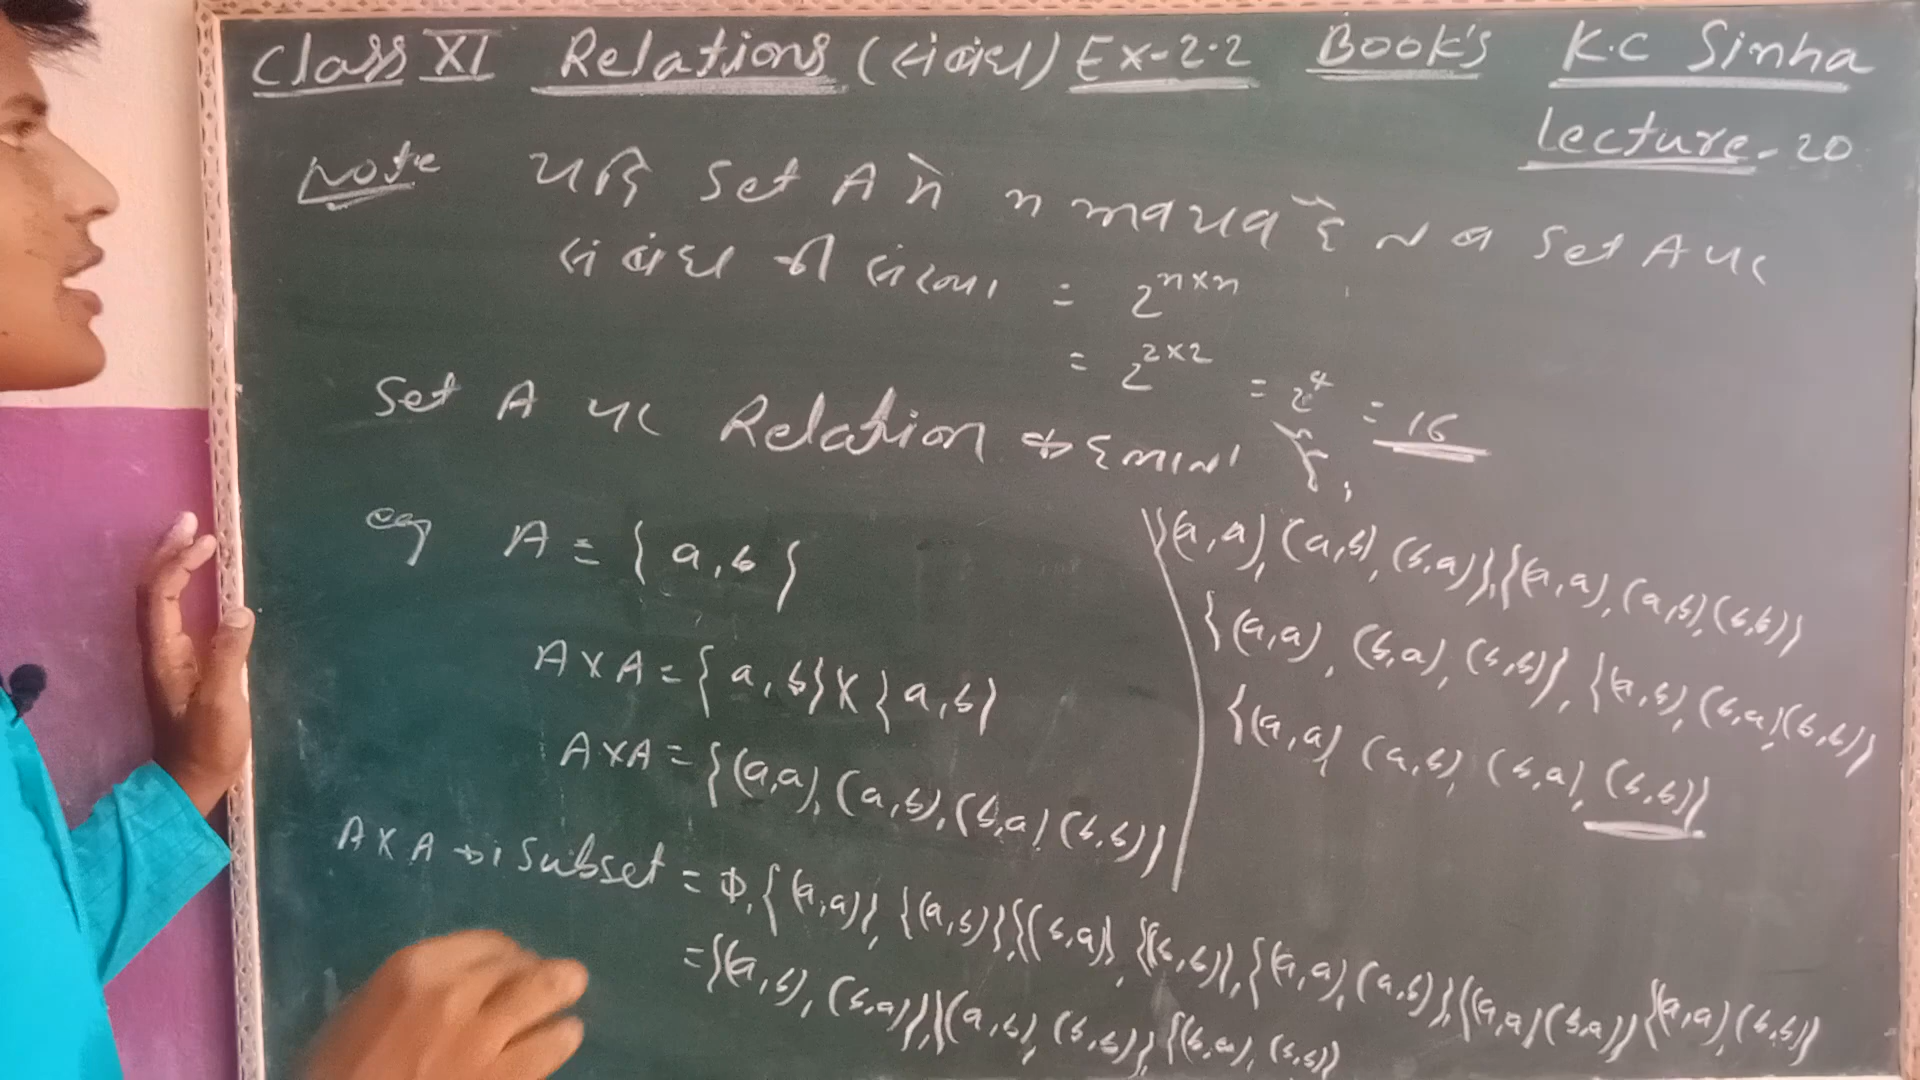 Class XI Relations (संबंध) Ex-2.2 Book's K.C Sinha
Lecture-20
Note यदि Set A में n अवयव हैं तब Set A पर
संबंधों की संख्या = 2^{n×n}
= 2^{2×2} = 2^4 = 16
Set A पर Relation कहलाता है,
eg A = {a,b}
A×A = {a,b}×{a,b}
A×A = {(a,a),(a,b),(b,a)(b,b)}
A×A का Subset = Φ,{(a,a)},{(a,b)},{(b,a)},{(b,b)},{(a,a),(a,b)},{(a,a)(b,a)}{(a,a),(b,b)}
={(a,b),(b,a)},{(a,b),(b,b)},{(b,a),(b,b)}
{(a,a),(a,b),(b,a)},{(a,a),(a,b),(b,b)}
{(a,a),(b,a),(b,b)},{(a,b),(b,a)(b,b)}
{(a,a)(a,b),(b,a),(b,b)}